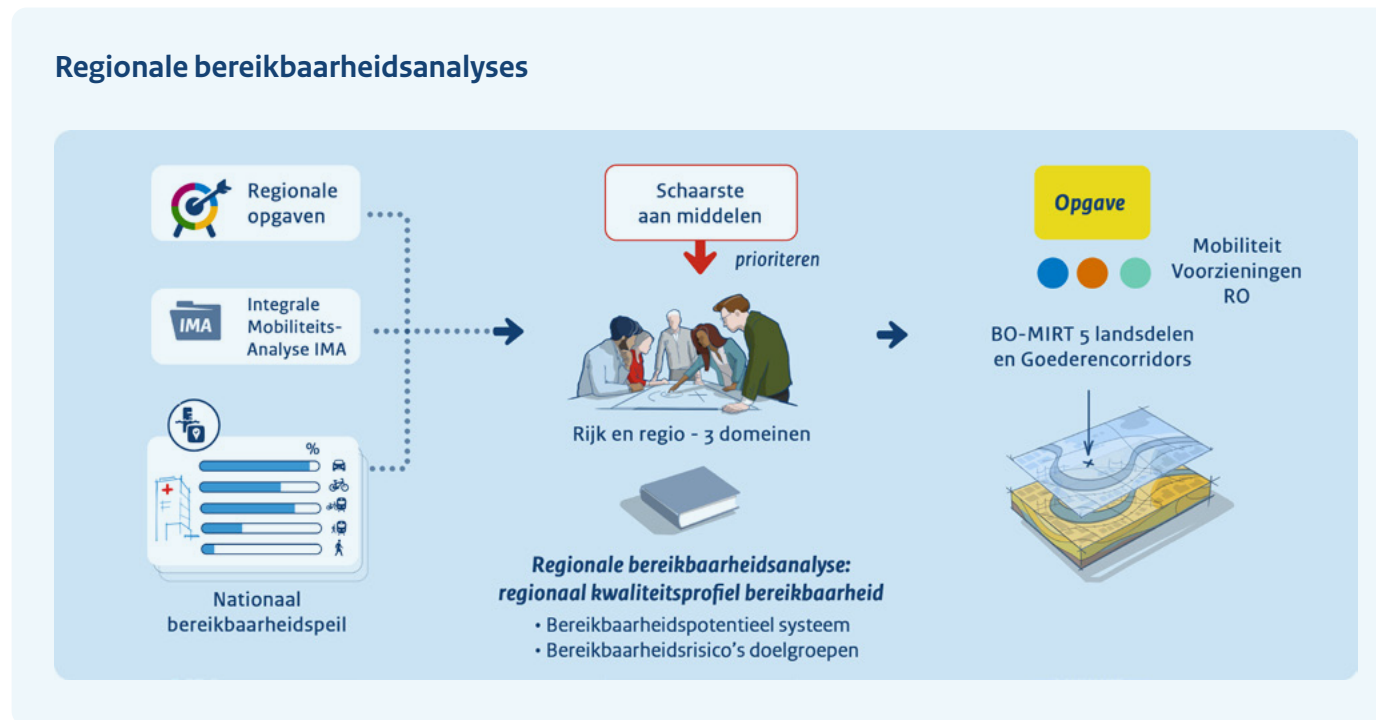 Regionale bereikbaarheidsanalyses
Regionale
opgaven
IMA
Integrale
Mobiliteits-
Analyse IMA
%
Nationaal
bereikbaarheidspeil
Schaarste
aan middelen
prioriteren
Rijk en regio - 3 domeinen
Regionale bereikbaarheidsanalyse:
regionaal kwaliteitsprofiel bereikbaarheid
• Bereikbaarheidspotentieel systeem
• Bereikbaarheidsrisico's doelgroepen
Opgave
Mobiliteit
Voorzieningen
RO
BO-MIRT 5 landsdelen
en Goederencorridors